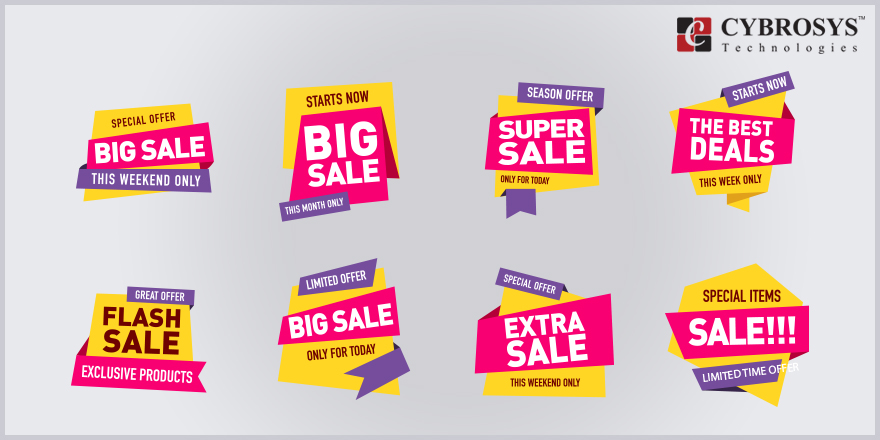 CYBROSYS™
Technologies
SPECIAL OFFER
BIG SALE
THIS WEEKEND ONLY
STARTS NOW
BIG
SALE
THIS MONTH ONLY
SEASON OFFER
SUPER
SALE
ONLY FOR TODAY
STARTS NOW
THE BEST
DEALS
THIS WEEK ONLY
GREAT OFFER
FLASH
SALE
EXCLUSIVE PRODUCTS
LIMITED OFFER
BIG SALE
ONLY FOR TODAY
SPECIAL OFFER
EXTRA
SALE
THIS WEEKEND ONLY
SPECIAL ITEMS
SALE!!!
LIMITED TIME OFFER